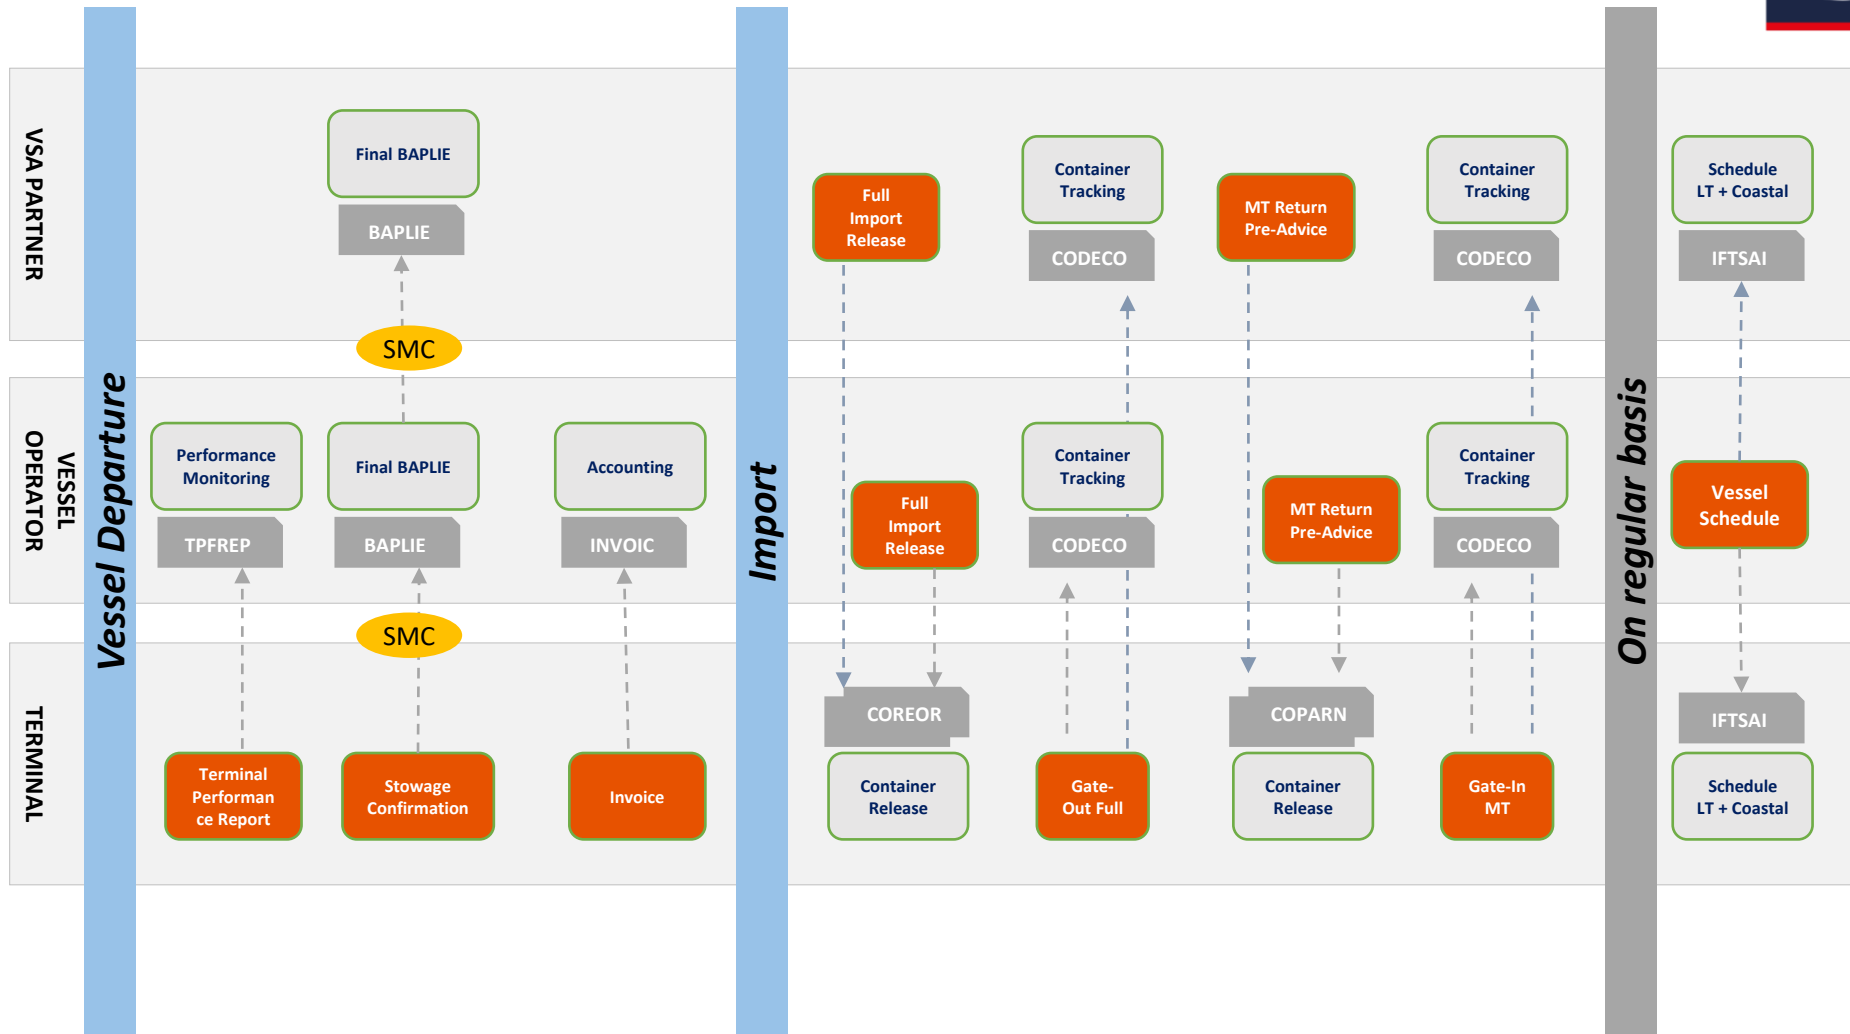 VSA PARTNER
Final BAPLIE
BAPLIE
SMC
Full
Import
Release
Container
Tracking
CODECO
MT Return
Pre-Advice
Container
Tracking
CODECO
Schedule
LT + Coastal
IFTSAI
Vessel Departure
Import
On regular basis
VESSEL
OPERATOR
Performance
Monitoring
TPFREP
Final BAPLIE
BAPLIE
Accounting
INVOIC
SMC
Full
Import
Release
Container
Tracking
CODECO
MT Return
Pre-Advice
Container
Tracking
CODECO
Vessel
Schedule
TERMINAL
Terminal
Performan
ce Report
Stowage
Confirmation
Invoice
COREOR
Container
Release
Gate-
Out Full
COPARN
Container
Release
Gate-In
MT
IFTSAI
Schedule
LT + Coastal